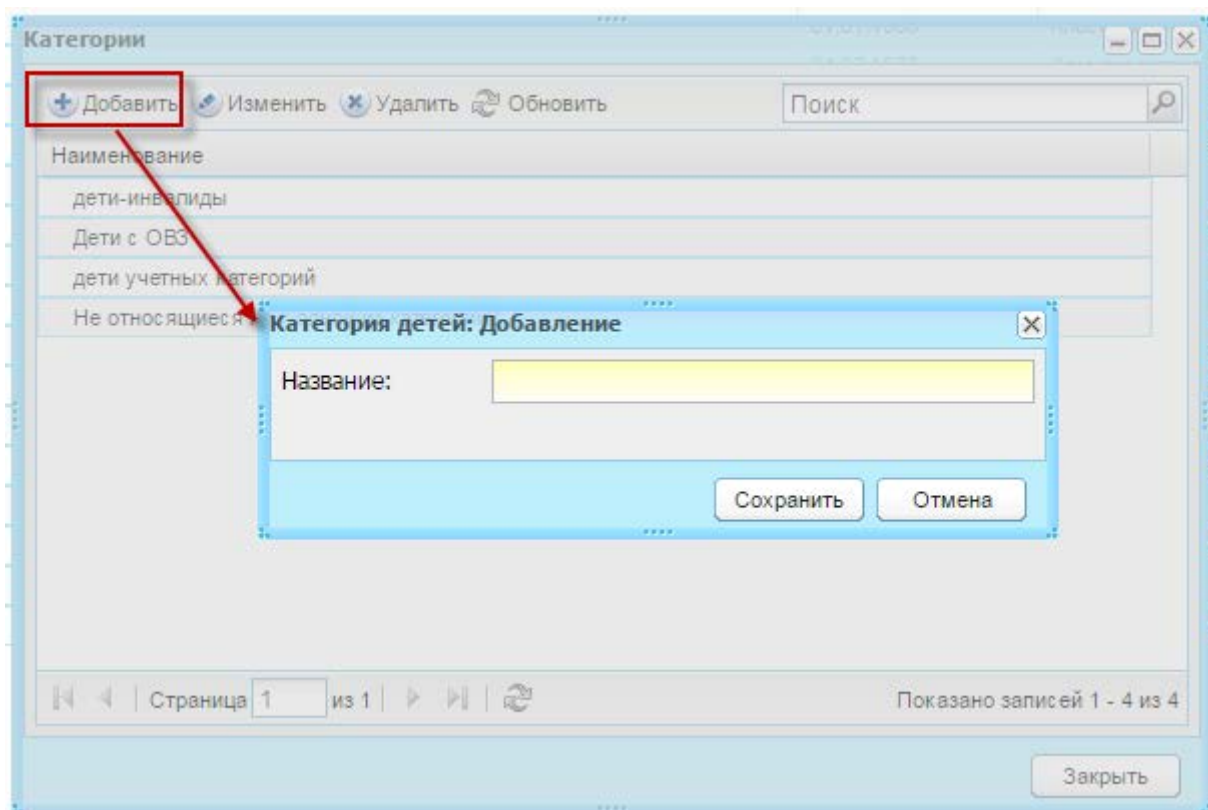 Категории
Добавить Изменить Удалить Обновить Поиск
Наименование
дети-инвалиды
Дети с ОВЗ
дети учетных категорий
Не относящиеся
Категория детей: Добавление
Название:
Сохранить Отмена
Страница 1 из 1 Показано записей 1 - 4 из 4
Закрыть